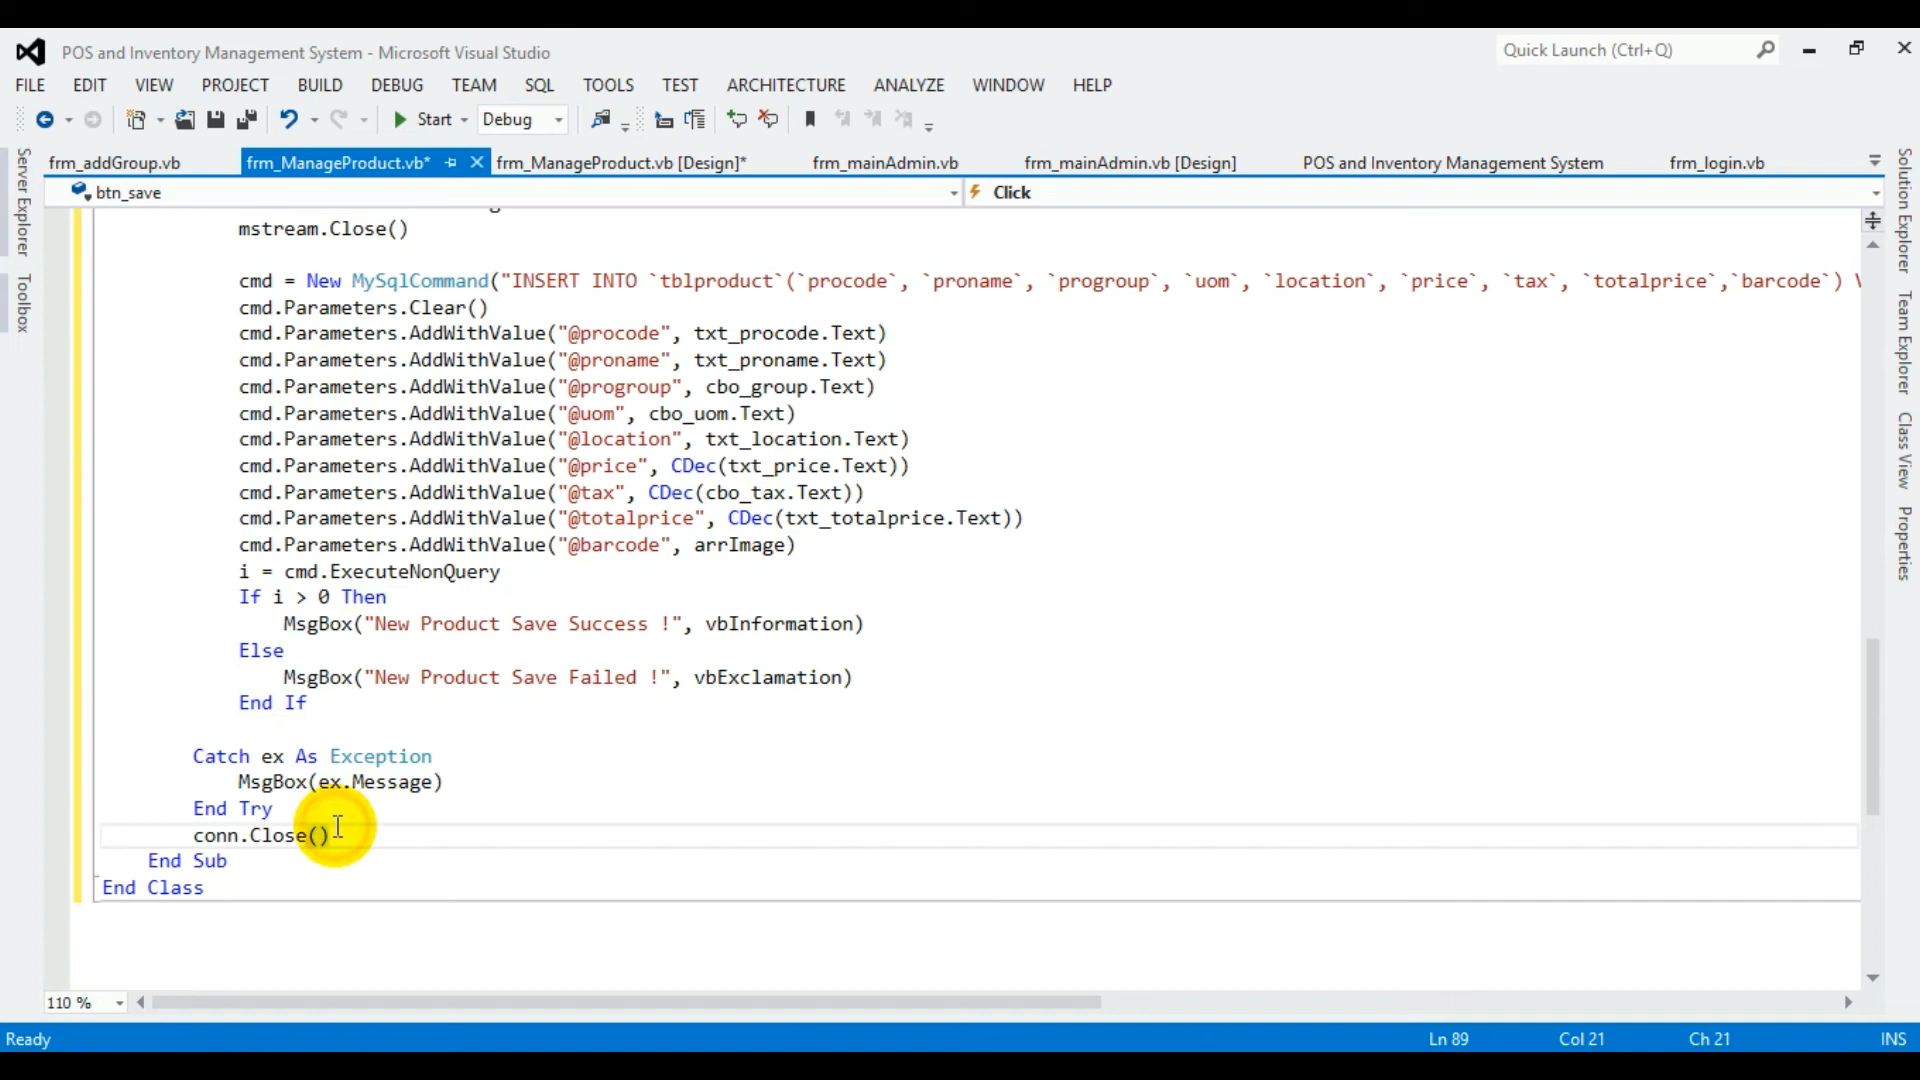 POS and Inventory Management System - Microsoft Visual Studio
Quick Launch (Ctrl+Q)
FILE EDIT VIEW PROJECT BUILD DEBUG TEAM SQL TOOLS TEST ARCHITECTURE ANALYZE WINDOW HELP
Start Debug
frm_addGroup.vb frm_ManageProduct.vb* frm_ManageProduct.vb [Design]* frm_mainAdmin.vb frm_mainAdmin.vb [Design] POS and Inventory Management System frm_login.vb
btn_save Click
Server Explorer
Toolbox
mstream.Close()
cmd = New MySqlCommand("INSERT INTO `tblproduct`(`procode`, `proname`, `progroup`, `uom`, `location`, `price`, `tax`, `totalprice`,`barcode`)
cmd.Parameters.Clear()
cmd.Parameters.AddWithValue("@procode", txt_procode.Text)
cmd.Parameters.AddWithValue("@proname", txt_proname.Text)
cmd.Parameters.AddWithValue("@progroup", cbo_group.Text)
cmd.Parameters.AddWithValue("@uom", cbo_uom.Text)
cmd.Parameters.AddWithValue("@location", txt_location.Text)
cmd.Parameters.AddWithValue("@price", CDec(txt_price.Text))
cmd.Parameters.AddWithValue("@tax", CDec(cbo_tax.Text))
cmd.Parameters.AddWithValue("@totalprice", CDec(txt_totalprice.Text))
cmd.Parameters.AddWithValue("@barcode", arrImage)
i = cmd.ExecuteNonQuery
If i > 0 Then
MsgBox("New Product Save Success !", vbInformation)
Else
MsgBox("New Product Save Failed !", vbExclamation)
End If
Catch ex As Exception
MsgBox(ex.Message)
End Try
conn.Close()
End Sub
End Class
Solution Explorer
Team Explorer
Class View
Properties
110 %
Ready Ln 89 Col 21 Ch 21 INS